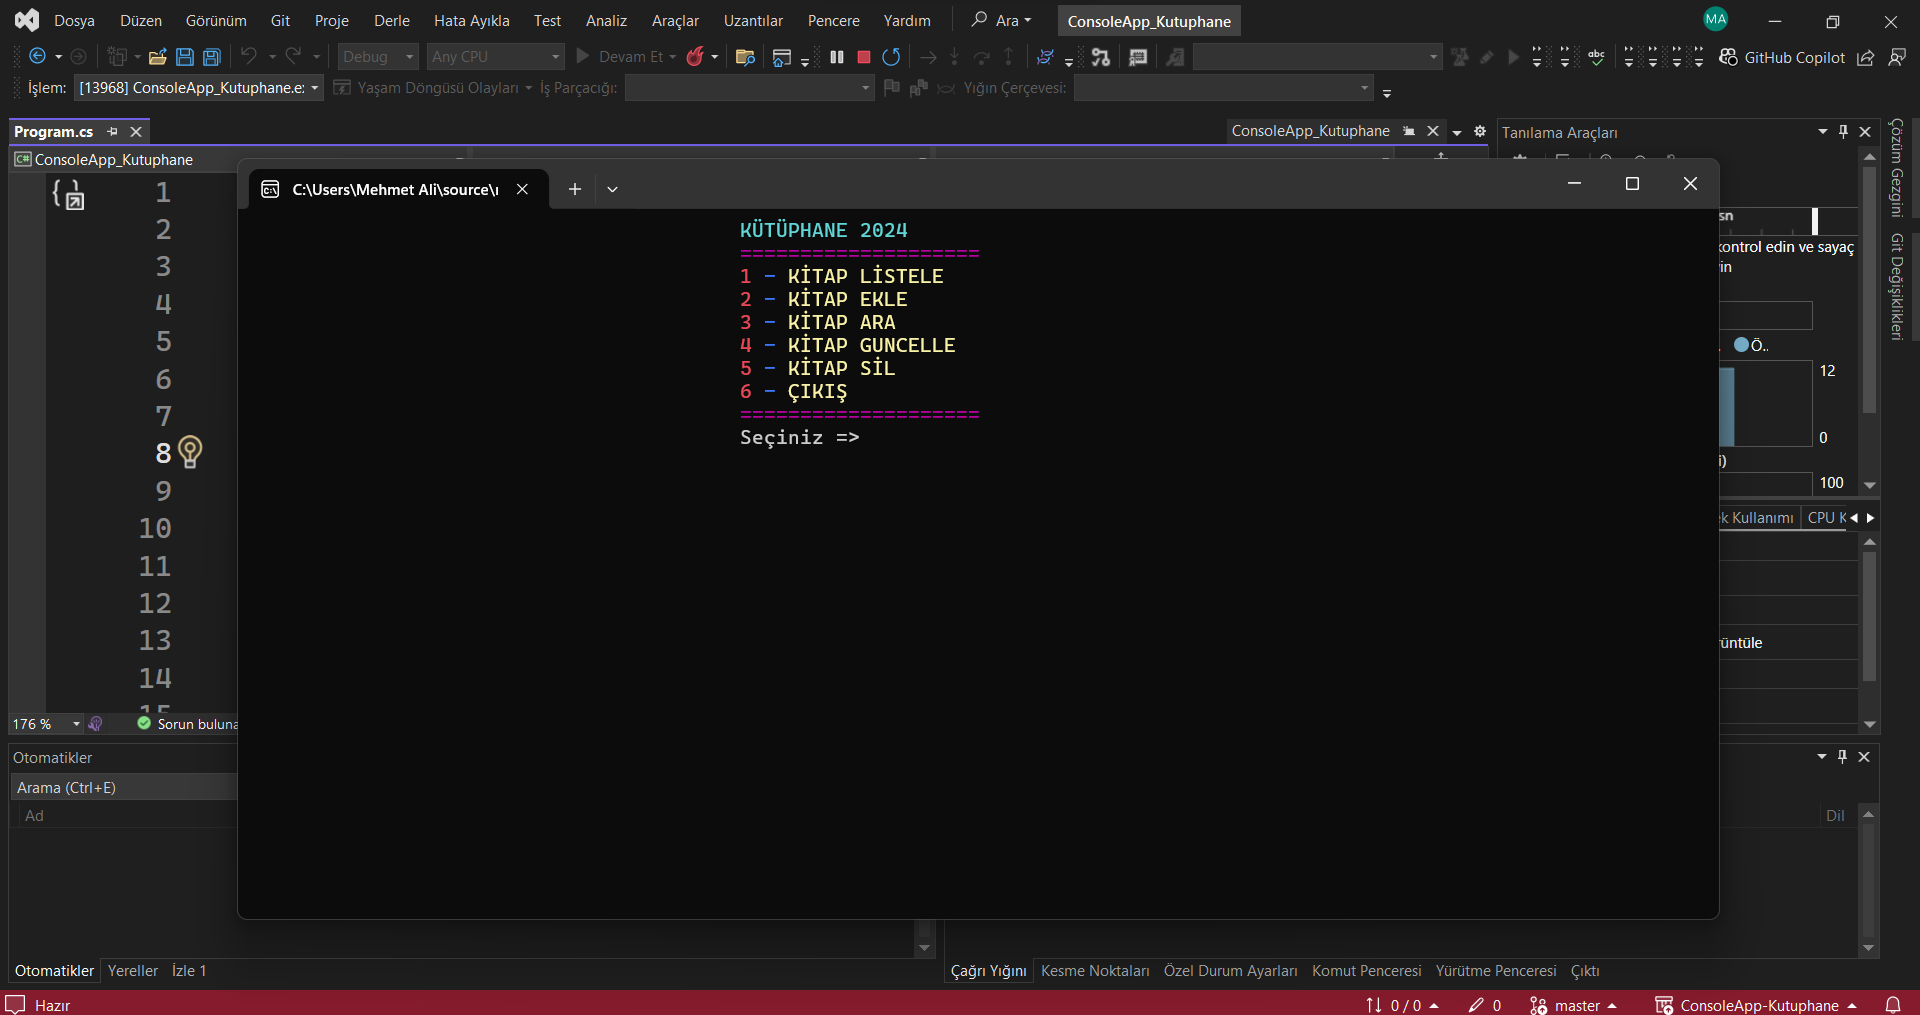 Dosya Düzen Görünüm Git Proje Derle Hata Ayıkla Test Analiz Araçlar Uzantılar Pencere Yardım Ara ConsoleApp_Kutuphane MA
Debug Any CPU Devam Et abc GitHub Copilot
İşlem: [13968] ConsoleApp_Kutuphane.e Yaşam Döngüsü Olayları İş Parçacığı: Yığın Çerçevesi:
Program.cs ConsoleApp_Kutuphane Tanılama Araçları
C# ConsoleApp_Kutuphane
C:\Users\Mehmet Ali\source\
KÜTÜPHANE 2024
====================
1 - KİTAP LİSTELE
2 - KİTAP EKLE
3 - KİTAP ARA
4 - KİTAP GUNCELLE
5 - KİTAP SİL
6 - ÇIKIŞ
====================
Seçiniz =>
1
2
3
4
5
6
7
8
9
10
11
12
13
14
15
176 % Sorun buluna
sn
kontrol edin ve sayaç
in
Ö..
12
0
i)
100
k Kullanımı CPU K
rüntüle
Çözüm Gezgini
Git Değişiklikleri
Otomatikler
Arama (Ctrl+E)
Ad
Dil
Otomatikler Yereller İzle 1
Çağrı Yığını Kesme Noktaları Özel Durum Ayarları Komut Penceresi Yürütme Penceresi Çıktı
Hazır 0 / 0 0 master ConsoleApp-Kutuphane